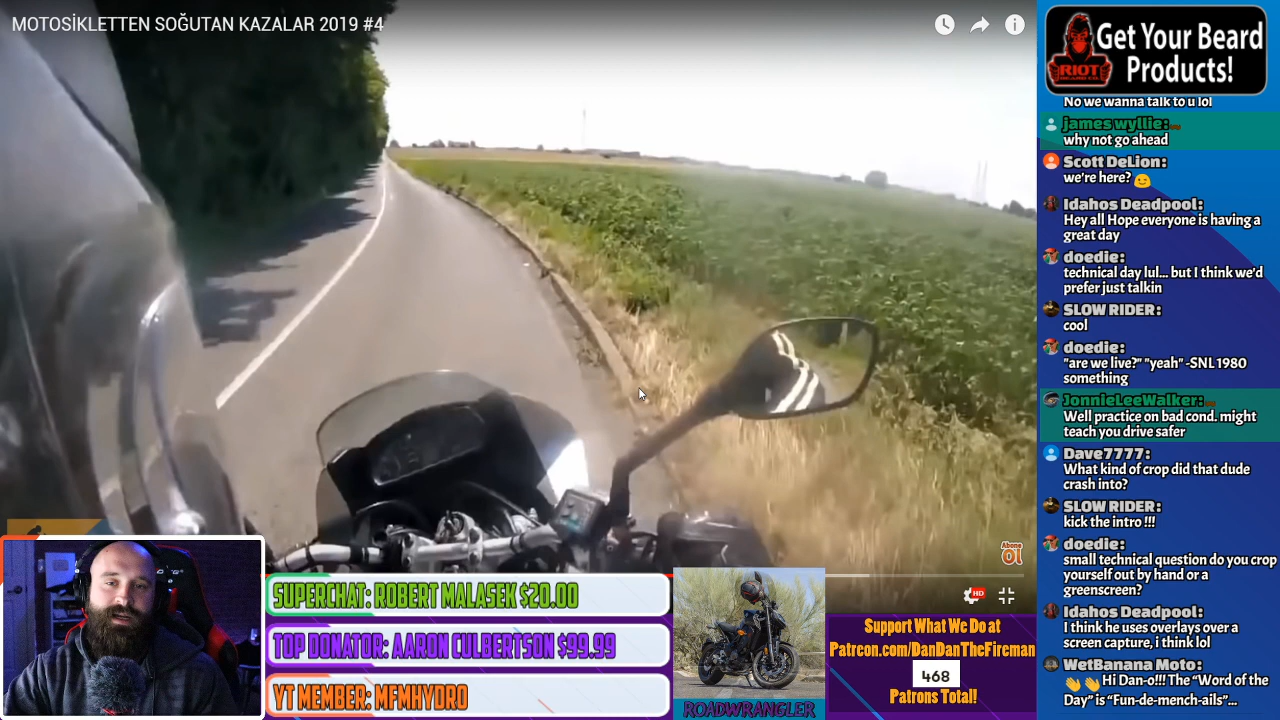 MOTOSİKLETTEN SOĞUTAN KAZALAR 2019 #4
Abone
Ol
HD
SUPERCHAT: ROBERT MALASEK $20.00
TOP DONATOR: AARON CULBERTSON $99.99
YT MEMBER: MFMHYDRO
ROADWRANGLER
Support What We Do at
Patreon.com/DanDanTheFireman
468
Patrons Total!
RIOT
BEARD CO.
Get Your Beard
Products!
No we wanna talk to u lol
james wyllie:
why not go ahead
Scott DeLion:
we're here?
Idahos Deadpool:
Hey all Hope everyone is having a
great day
doedie:
technical day lul... but I think we'd
prefer just talkin
SLOW RIDER:
cool
doedie:
"are we live?" "yeah" -SNL 1980
something
JonnieLeeWalker:
Well practice on bad cond. might
teach you drive safer
Dave7777:
What kind of crop did that dude
crash into?
SLOW RIDER:
kick the intro !!!
doedie:
small technical question do you crop
yourself out by hand or a
greenscreen?
Idahos Deadpool:
I think he uses overlays over a
screen capture, i think lol
WetBanana Moto:
👏👏Hi Dan-o!!! The “Word of the
Day” is “Fun-de-mench-ails”...